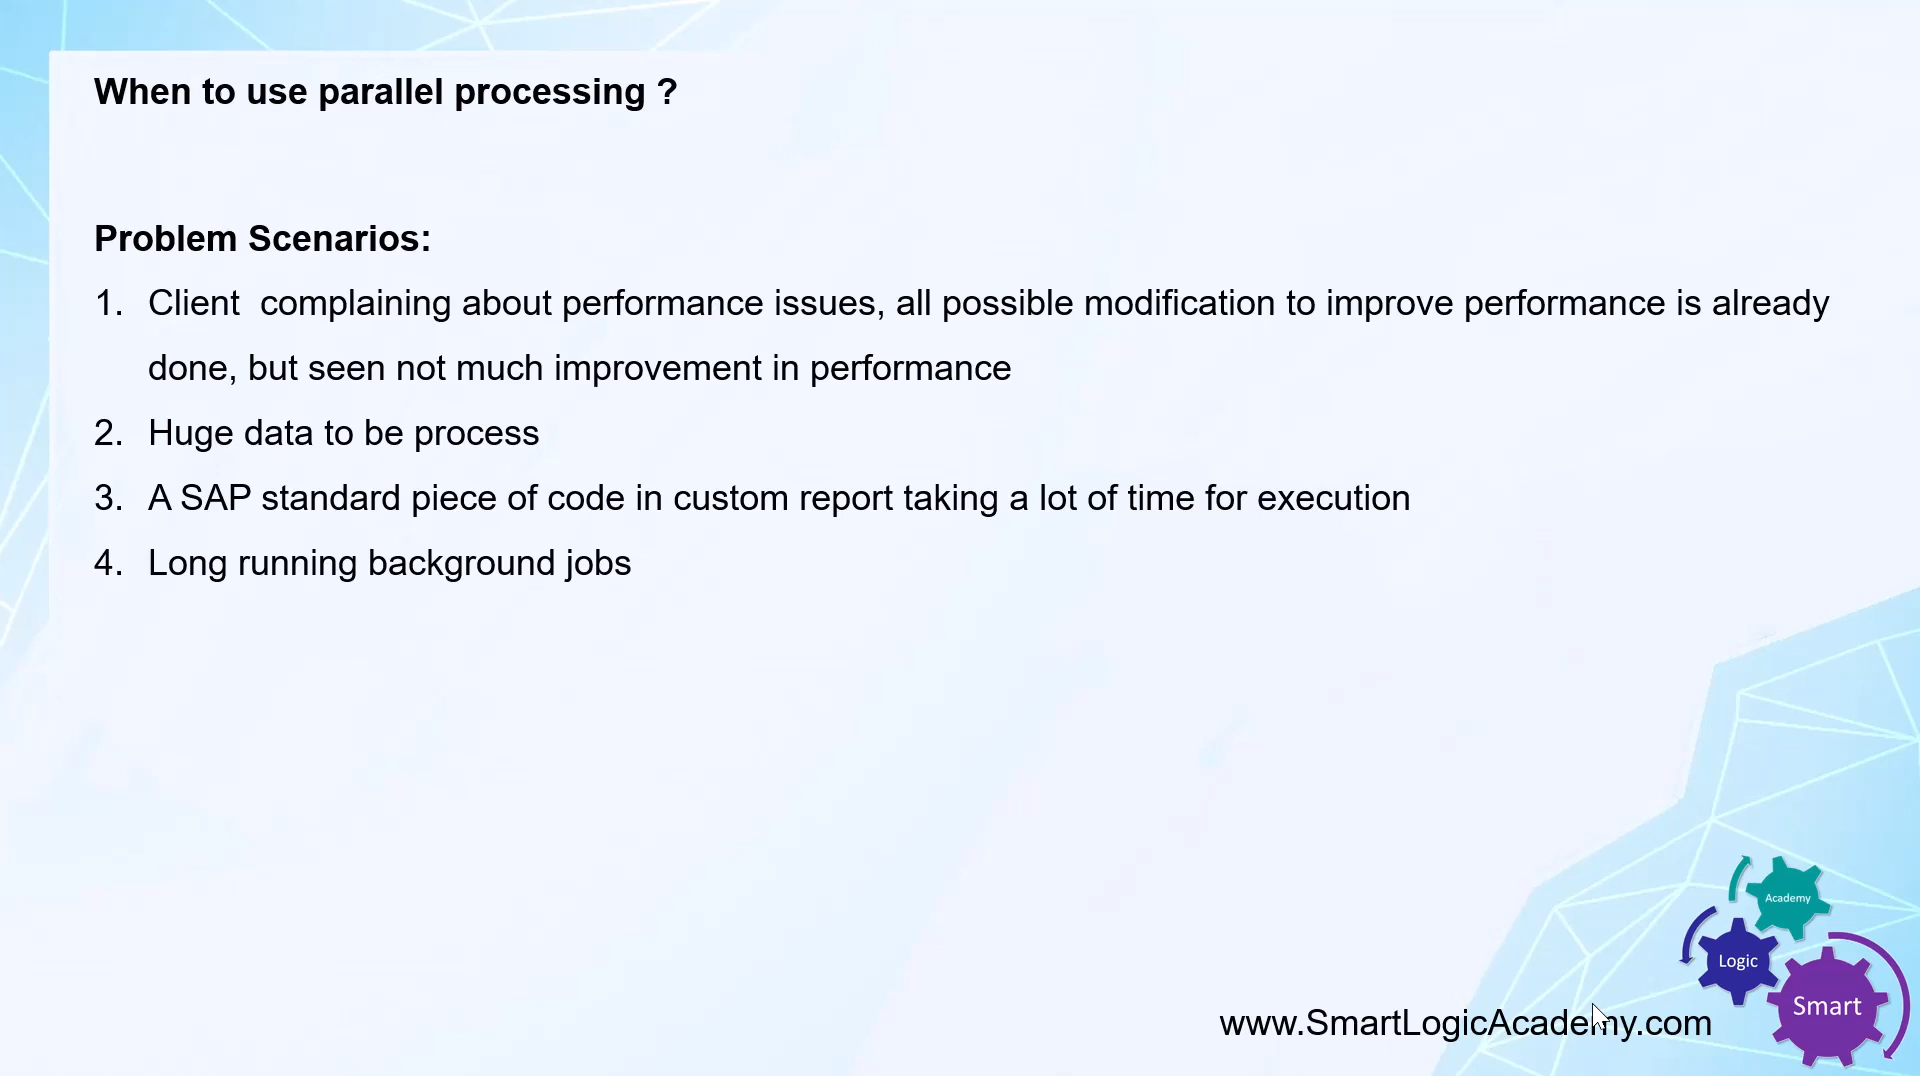 When to use parallel processing ?
Problem Scenarios:
1. Client  complaining about performance issues, all possible modification to improve performance is already
done, but seen not much improvement in performance
2. Huge data to be process
3. A SAP standard piece of code in custom report taking a lot of time for execution
4. Long running background jobs
Academy
Logic
Smart
www.SmartLogicAcademy.com